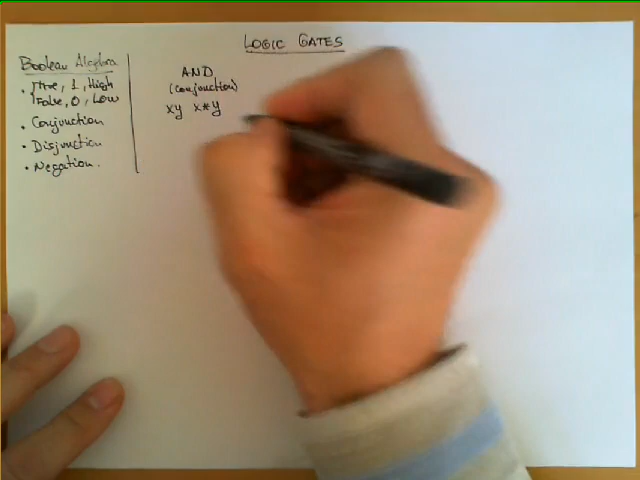 LOGIC GATES
Boolean Algebra
• True, 1, High
False, 0, Low
• Conjunction
• Disjunction
• Negation.
AND
(Conjunction)
xy x*y